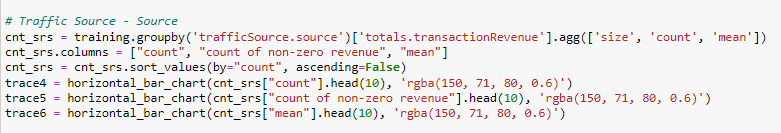 # Traffic Source - Source
cnt_srs = training.groupby('trafficSource.source')['totals.transactionRevenue'].agg(['size', 'count', 'mean'])
cnt_srs.columns = ["count", "count of non-zero revenue", "mean"]
cnt_srs = cnt_srs.sort_values(by="count", ascending=False)
trace4 = horizontal_bar_chart(cnt_srs["count"].head(10), 'rgba(150, 71, 80, 0.6)')
trace5 = horizontal_bar_chart(cnt_srs["count of non-zero revenue"].head(10), 'rgba(150, 71, 80, 0.6)')
trace6 = horizontal_bar_chart(cnt_srs["mean"].head(10), 'rgba(150, 71, 80, 0.6)')